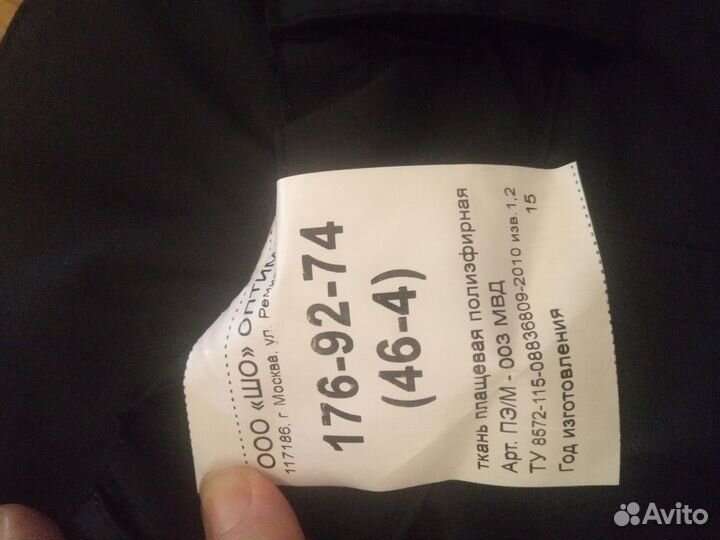 ООО «ШО» ОПТИМ
117186, г Москва, ул. Реми
176-92-74
(46-4)
ткань плащевая полиэфирная
Арт. ПЭ/М - 003 МВД
ТУ 8572-115-08836809-2010 изв.1,2
Год изготовления 15
Avito